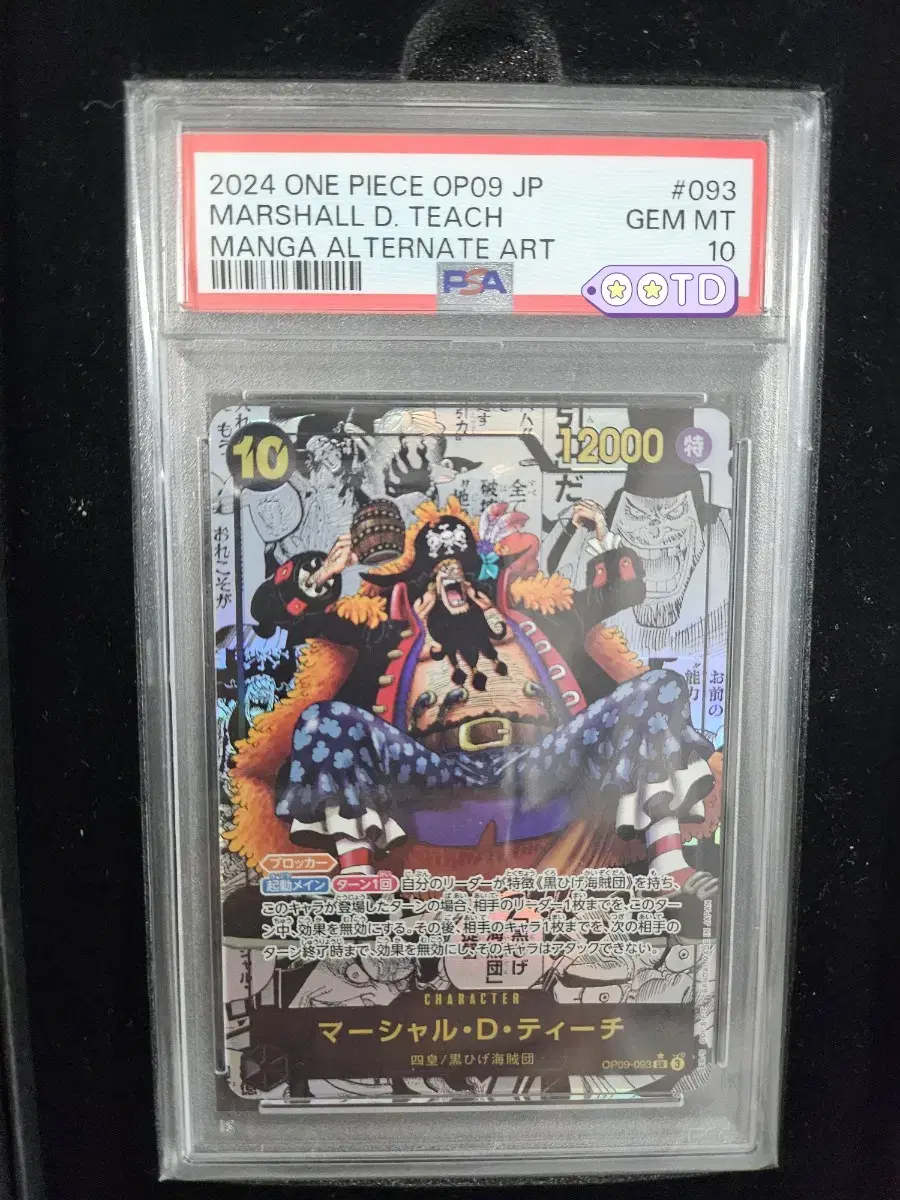 2024 ONE PIECE OP09 JP #093
MARSHALL D. TEACH GEM MT
MANGA ALTERNATE ART 10
PSA
OOTD
10
12000
特
おれこそが
お前の
能力
ブロッカー
起動メイン ターン1回 自分のリーダーが特徴《黒ひげ海賊団》を持ち、
このキャラが登場したターンの場合、相手のリーダー1枚までを、このター
ン中、効果を無効にする。その後、相手のキャラ1枚までを、次の相手の
ターン終了時まで、効果を無効にし、そのキャラはアタックできない。
CHARACTER
マーシャル・D・ティーチ
四皇/黒ひげ海賊団
OP09-093 SR 3